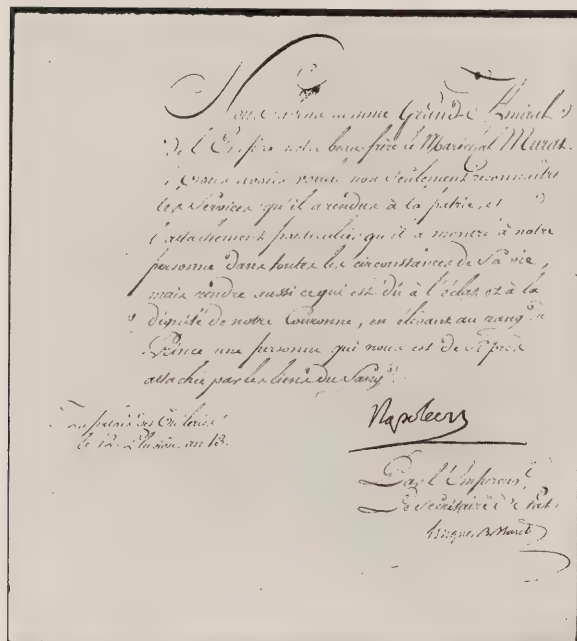 Nous avons nommé Grand Amiral
de l'Empire notre beau-frère le Maréchal Murat.
Nous avons voulu non seulement reconnaître
les services qu'il a rendus à la patrie, et
l'attachement particulier qu'il a montré à notre
personne dans toutes les circonstances de sa vie,
mais rendre aussi ce qui est dû à l'éclat et à la
dignité de notre Couronne, en élevant au rang de
Prince une personne qui nous est de si près
attachée par les liens du Sang.
Au palais des Tuileries
le 12 Pluviose an 13.
Napoleon
Par l'Empereur,
Le Secrétaire d'Etat.
Hugues B. Maret